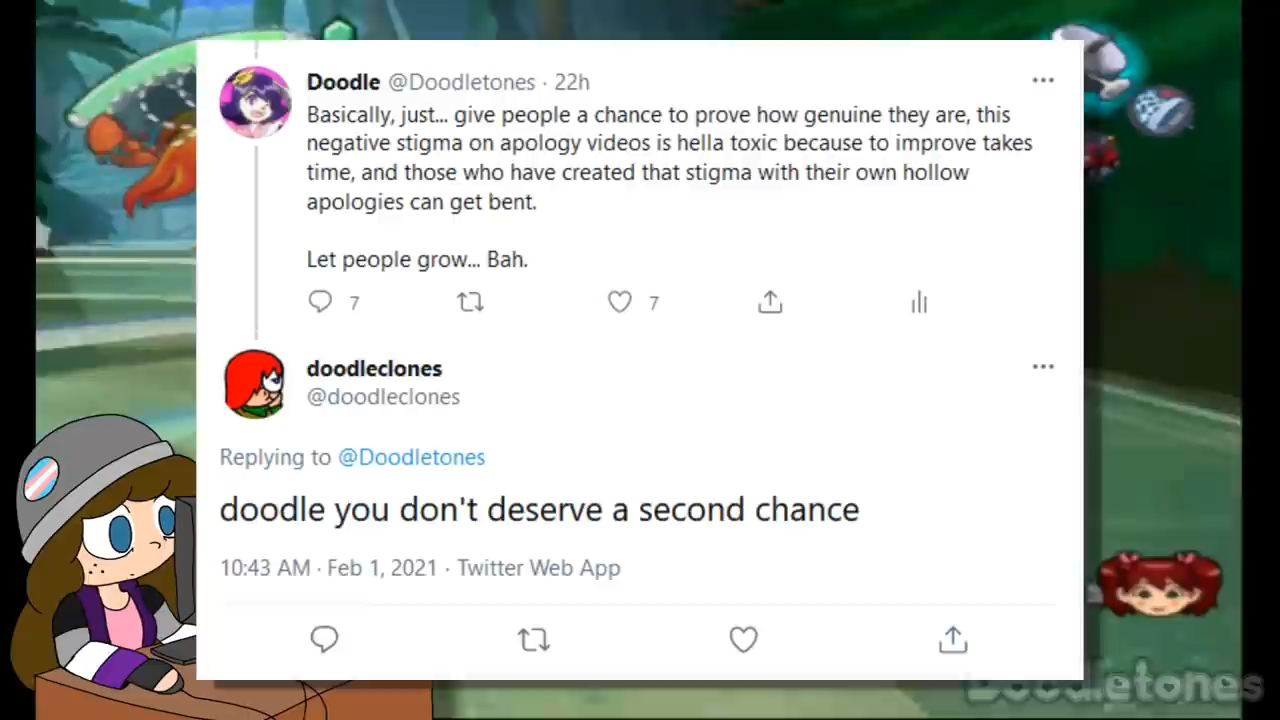 Doodle @Doodletones · 22h
Basically, just... give people a chance to prove how genuine they are, this
negative stigma on apology videos is hella toxic because to improve takes
time, and those who have created that stigma with their own hollow
apologies can get bent.
Let people grow... Bah.
7 7
doodleclones
@doodleclones
Replying to @Doodletones
doodle you don't deserve a second chance
10:43 AM · Feb 1, 2021 · Twitter Web App
Doodletones